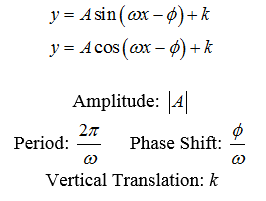 y = A sin(ωx − ϕ) + k
y = A cos(ωx − ϕ) + k
Amplitude: |A|
Period: 2π/ω Phase Shift: ϕ/ω
Vertical Translation: k